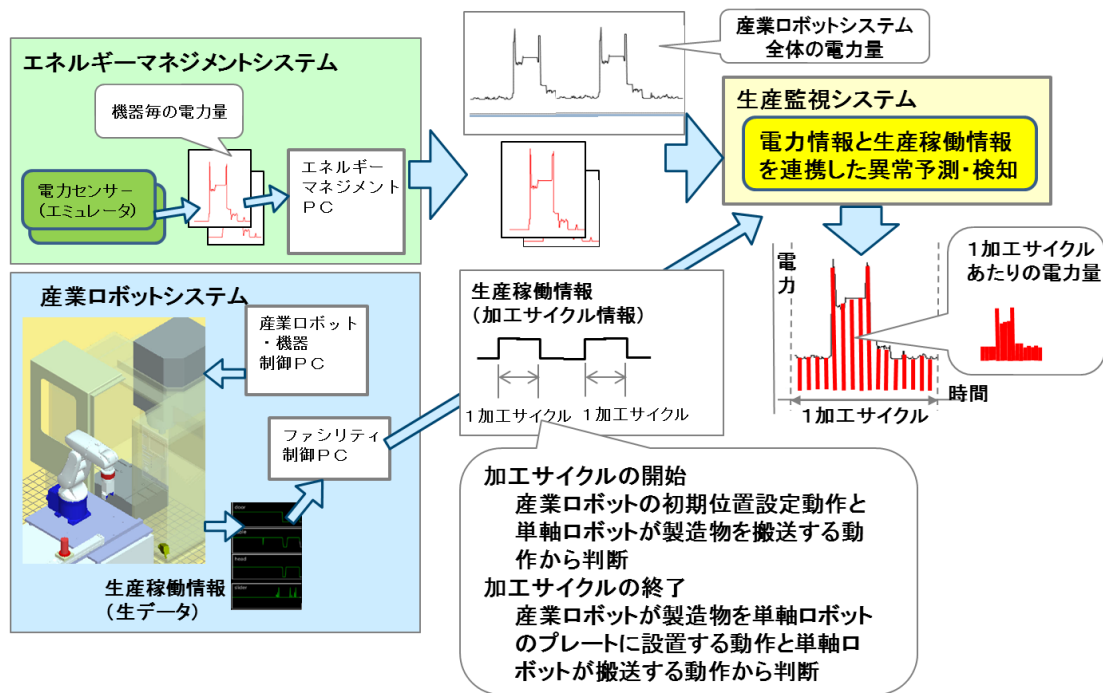 産業ロボットシステム
全体の電力量
エネルギーマネジメントシステム
機器毎の電力量
電力センサー
(エミュレータ)
エネルギー
マネジメント
PC
生産監視システム
電力情報と生産稼働情報
を連携した異常予測・検知
電力
1加工サイクル
あたりの電力量
時間
1加工サイクル
産業ロボットシステム
産業ロボット
・機器
制御PC
ファシリティ
制御PC
生産稼働情報
(生データ)
door
head
slider
生産稼働情報
(加工サイクル情報)
1加工サイクル
1加工サイクル
加工サイクルの開始
産業ロボットの初期位置設定動作と
単軸ロボットが製造物を搬送する動
作から判断
加工サイクルの終了
産業ロボットが製造物を単軸ロボット
のプレートに設置する動作と単軸ロ
ボットが搬送する動作から判断